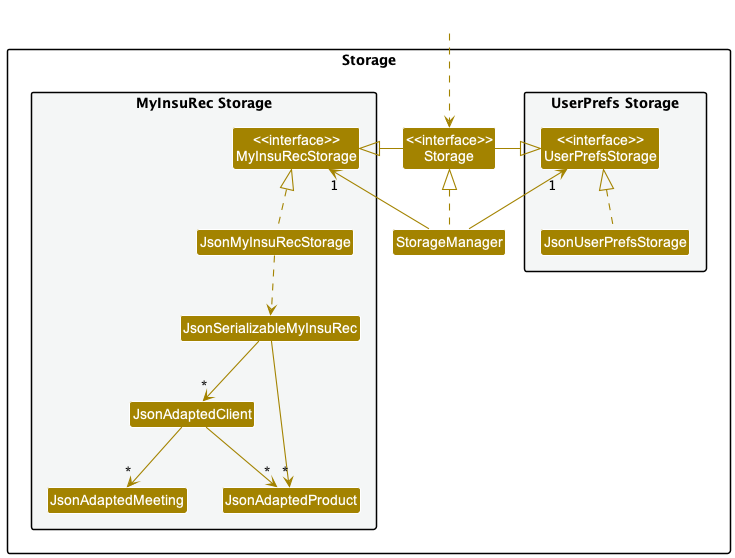 Storage
MyInsuRec Storage
UserPrefs Storage
<<interface>>
MyInsuRecStorage
<<interface>>
Storage
<<interface>>
UserPrefsStorage
1
1
JsonMyInsuRecStorage
StorageManager
JsonUserPrefsStorage
JsonSerializableMyInsuRec
*
JsonAdaptedClient
*
*
*
JsonAdaptedMeeting
JsonAdaptedProduct